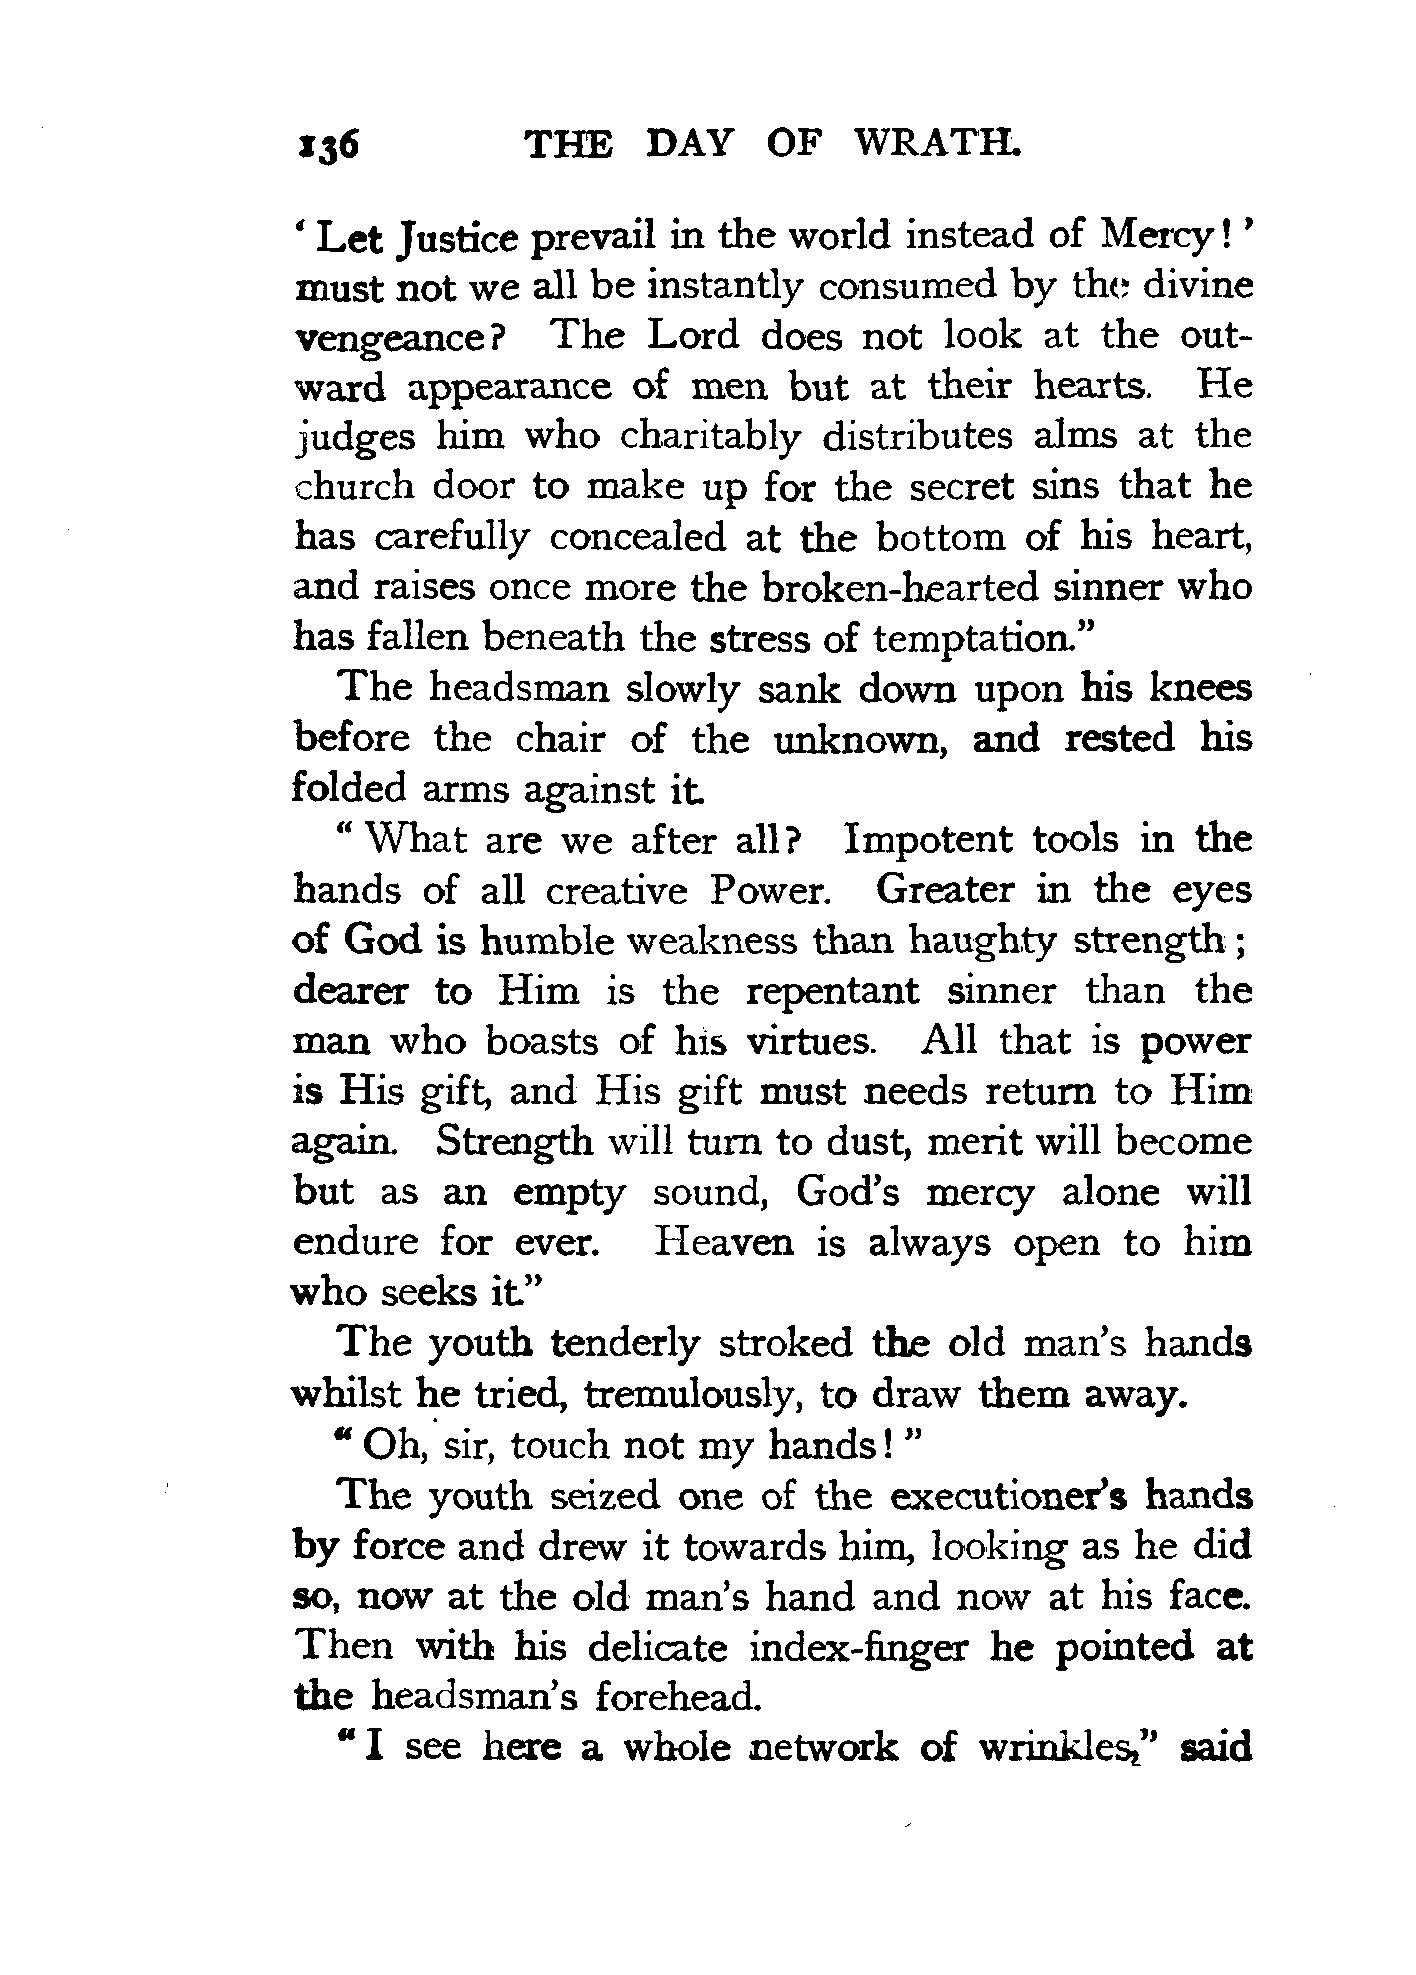 136 THE DAY OF WRATH.
‘ Let Justice prevail in the world instead of Mercy! ’
must not we all be instantly consumed by the divine
vengeance? The Lord does not look at the out-
ward appearance of men but at their hearts. He
judges him who charitably distributes alms at the
church door to make up for the secret sins that he
has carefully concealed at the bottom of his heart,
and raises once more the broken-hearted sinner who
has fallen beneath the stress of temptation.”
The headsman slowly sank down upon his knees
before the chair of the unknown, and rested his
folded arms against it.
“ What are we after all? Impotent tools in the
hands of all creative Power. Greater in the eyes
of God is humble weakness than haughty strength ;
dearer to Him is the repentant sinner than the
man who boasts of his virtues. All that is power
is His gift, and His gift must needs return to Him
again. Strength will turn to dust, merit will become
but as an empty sound, God’s mercy alone will
endure for ever. Heaven is always open to him
who seeks it.”
The youth tenderly stroked the old man’s hands
whilst he tried, tremulously, to draw them away.
“ Oh, sir, touch not my hands! ”
The youth seized one of the executioner’s hands
by force and drew it towards him, looking as he did
so, now at the old man’s hand and now at his face.
Then with his delicate index-finger he pointed at
the headsman’s forehead.
“ I see here a whole network of wrinkles,” said